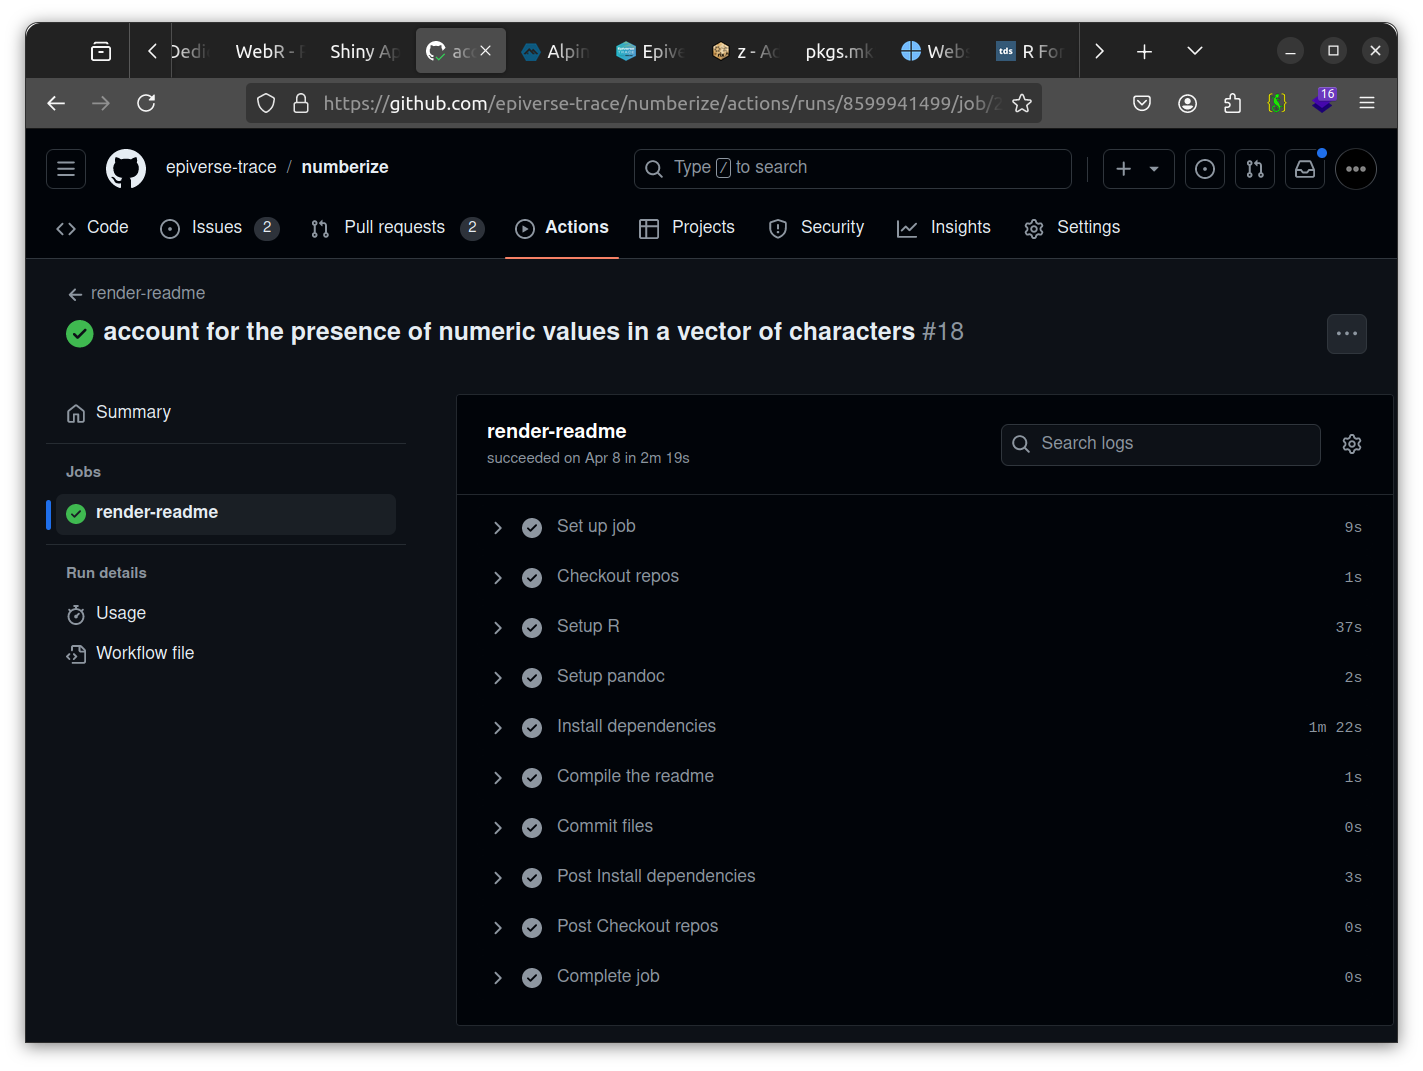 Dedi
WebR - R
Shiny Ap
acc
Alpin
Epive
z - Ac
pkgs.mk
Webs
tds
R For
https://github.com/epiverse-trace/numberize/actions/runs/8599941499/job/2
16
epiverse-trace / numberize
Type / to search
Code
Issues 2
Pull requests 2
Actions
Projects
Security
Insights
Settings
render-readme
account for the presence of numeric values in a vector of characters #18
Summary
Jobs
render-readme
Run details
Usage
Workflow file
render-readme
succeeded on Apr 8 in 2m 19s
Search logs
Set up job 9s
Checkout repos 1s
Setup R 37s
Setup pandoc 2s
Install dependencies 1m 22s
Compile the readme 1s
Commit files 0s
Post Install dependencies 3s
Post Checkout repos 0s
Complete job 0s